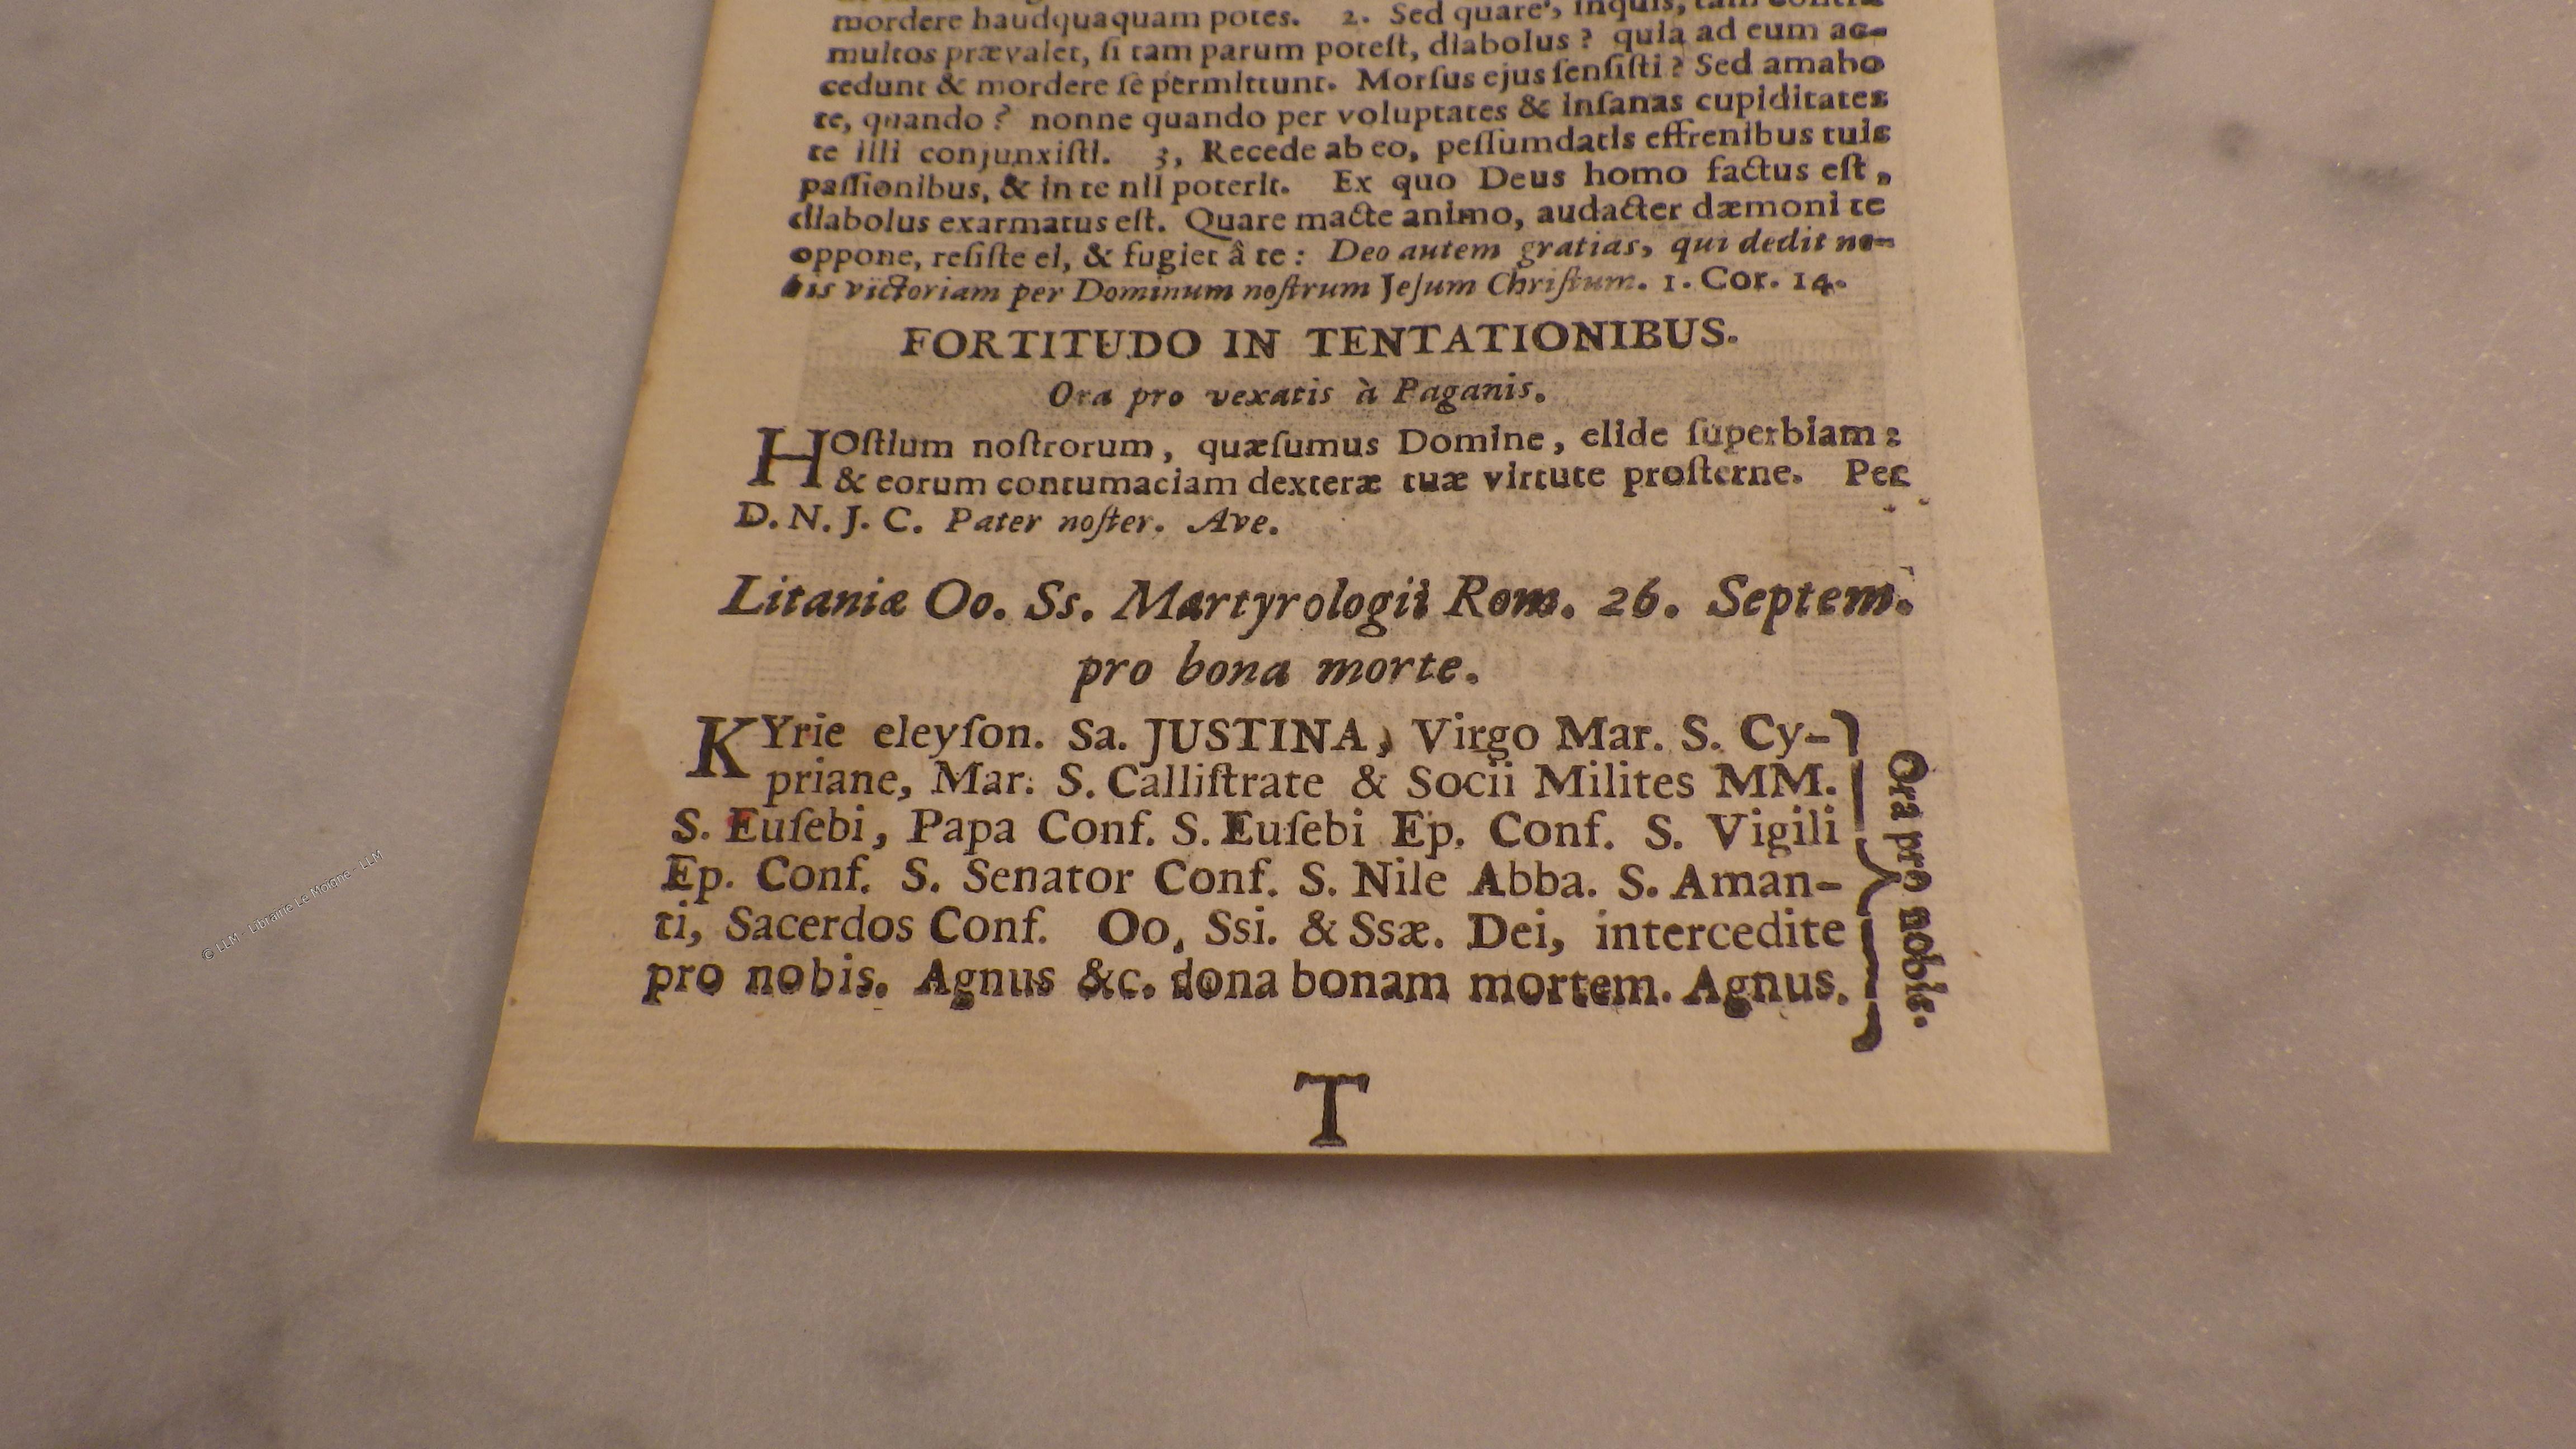 mordere haudquaquam potes. 2. Sed quare, inquis, tam contra
multos prævalet, ſi tam parum poteſt, diabolus ? quia ad eum ac-
cedunt & mordere ſe permittunt. Morſus ejus ſenſiſti ? Sed amabo
te, quando ? nonne quando per voluptates & inſanas cupiditates
te illi conjunxiſti. 3, Recede ab eo, peſſumdatis effrenibus tuis
paſſionibus, & in te nil poterit. Ex quo Deus homo factus eſt,
diabolus exarmatus eſt. Quare macte animo, audacter dæmoni te
oppone, reſiſte ei, & fugiet â te : Deo autem gratias, qui dedit no-
bis victoriam per Dominum noſtrum Jeſum Chriſtum. 1. Cor. 14.
FORTITUDO IN TENTATIONIBUS.
Ora pro vexatis à Paganis.
HOſtium noſtrorum, quæſumus Domine, elide ſuperbiam :
& eorum contumaciam dexteræ tuæ virtute proſterne. Per
D. N. J. C. Pater noſter. Ave.
Litaniæ Oo. Ss. Martyrologii Rom. 26. Septem.
pro bona morte.
KYrie eleyſon. Sa. JUSTINA, Virgo Mar. S. Cy-
priane, Mar. S. Calliſtrate & Socii Milites MM.
S. Euſebi, Papa Conf. S. Euſebi Ep. Conf. S. Vigili
Ep. Conf. S. Senator Conf. S. Nile Abba. S. Aman-
ti, Sacerdos Conf. Oo, Ssi. & Ssæ. Dei, intercedite
pro nobis. Agnus &c. dona bonam mortem. Agnus.
Ora pro nobis.
T
© LLM - Librairie Le Moigne - LLM